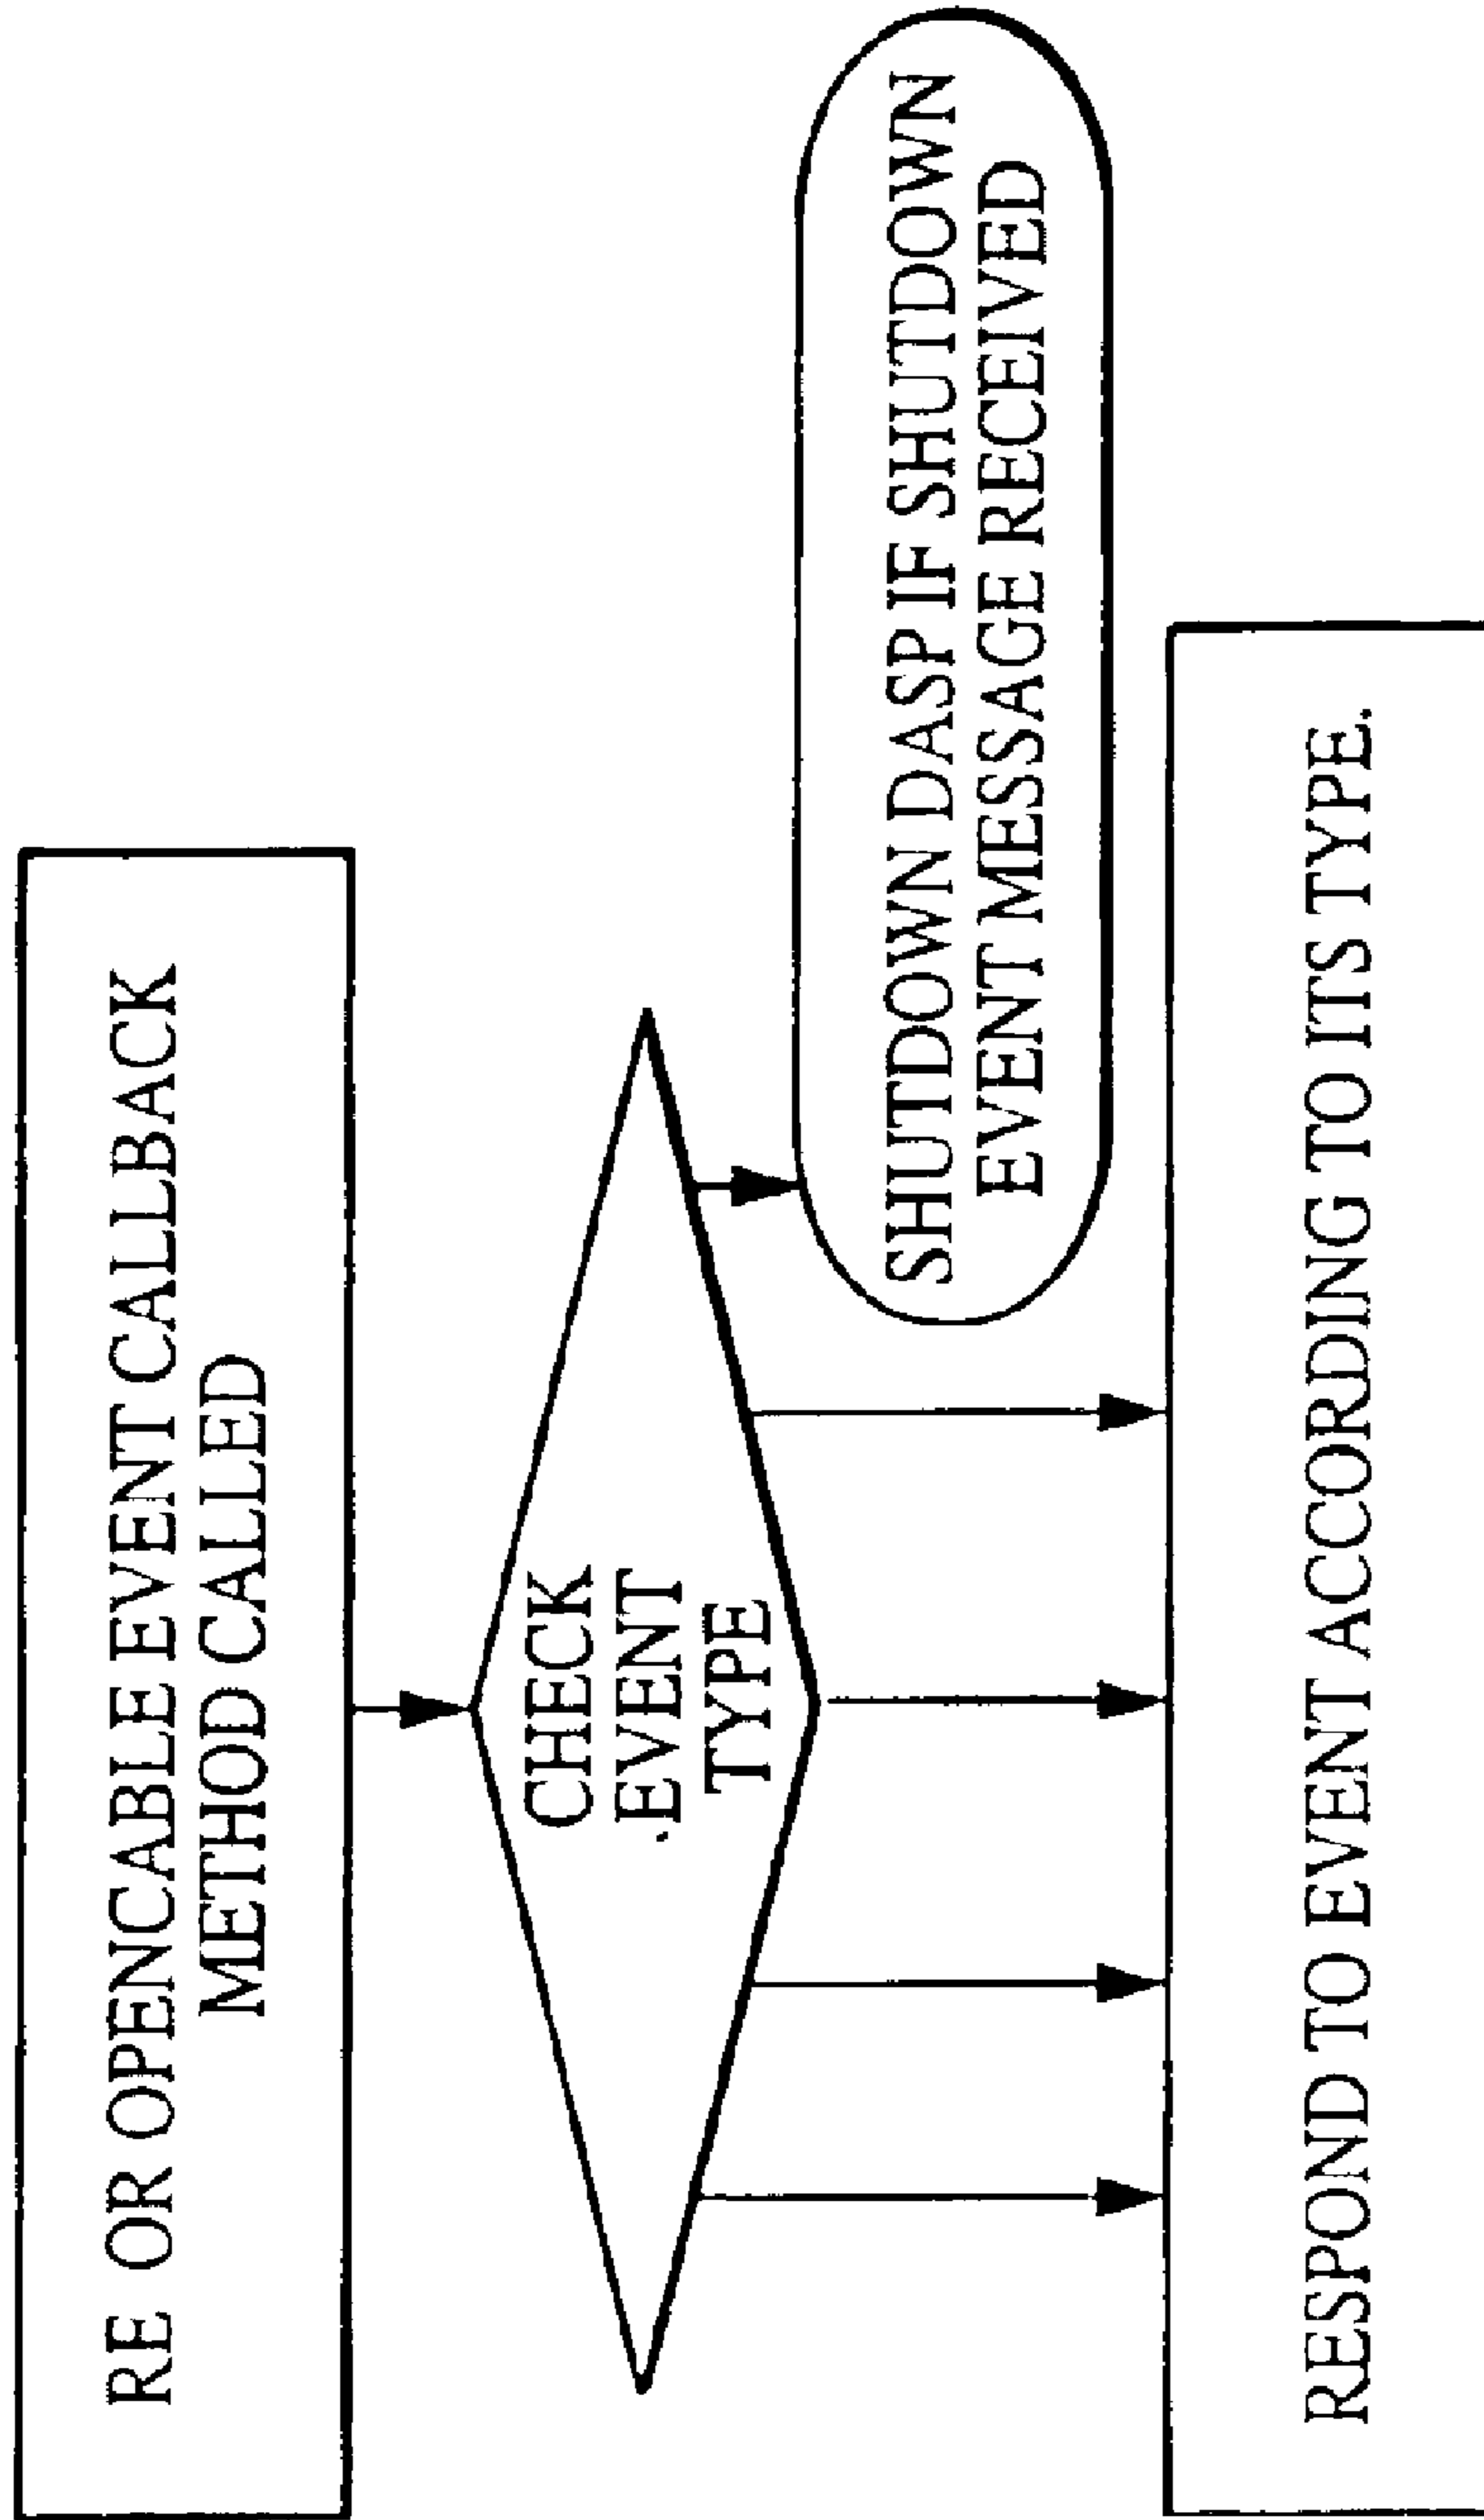 RE OR OPENCABLE EVENT CALLBACK
METHOD CALLED
CHECK
EVENT
TYPE
SHUTDOWN DASP IF SHUTDOWN
EVENT MESSAGE RECEIVED
RESPOND TO EVENT ACCORDING TO ITS TYPE.